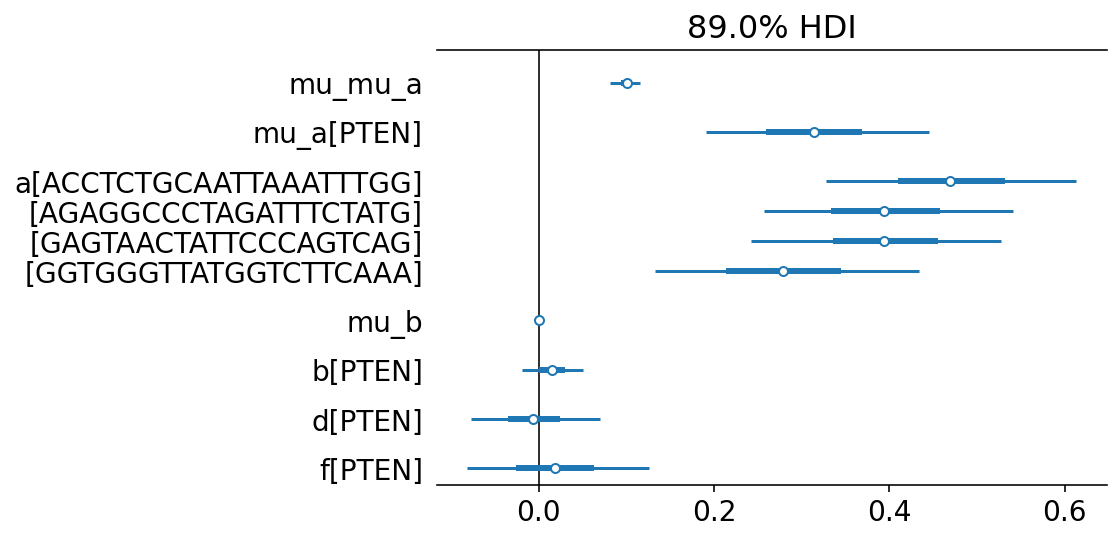 89.0% HDI
mu_mu_a
mu_a[PTEN]
a[ACCTCTGCAATTAAATTTGG]
[AGAGGCCCTAGATTTCTATG]
[GAGTAACTATTCCCAGTCAG]
[GGTGGGTTATGGTCTTCAAA]
mu_b
b[PTEN]
d[PTEN]
f[PTEN]
0.0 0.2 0.4 0.6